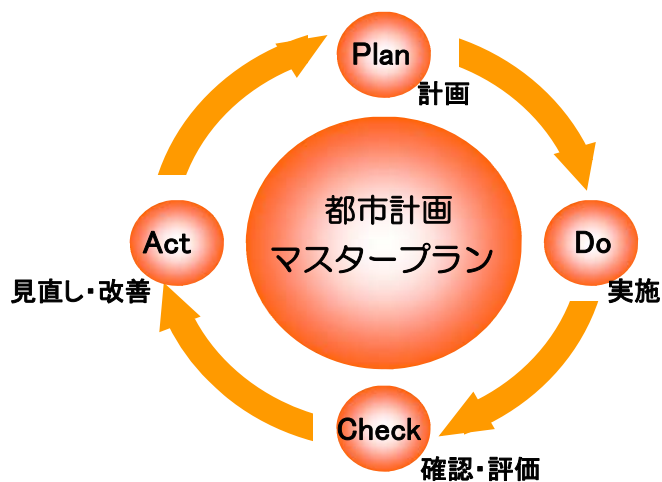 Plan
計画
都市計画
マスタープラン
Act
見直し・改善
Do
実施
Check
確認・評価